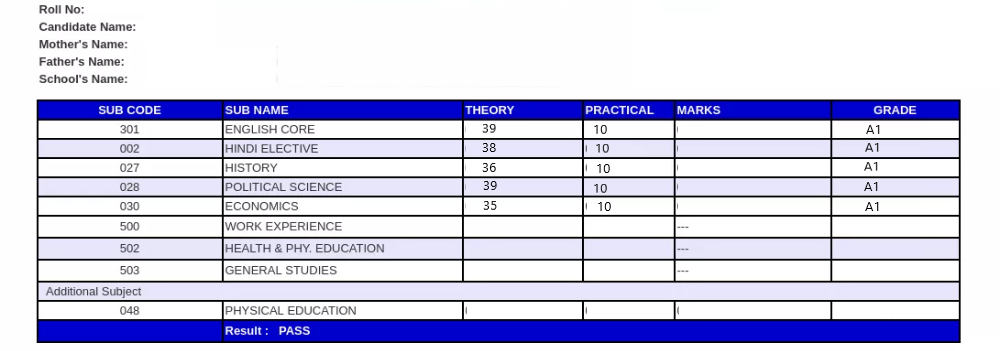 Roll No:
Candidate Name:
Mother's Name:
Father's Name:
School's Name:
SUB CODE SUB NAME THEORY PRACTICAL MARKS GRADE
301 ENGLISH CORE 39 10 A1
002 HINDI ELECTIVE 38 10 A1
027 HISTORY 36 10 A1
028 POLITICAL SCIENCE 39 10 A1
030 ECONOMICS 35 10 A1
500 WORK EXPERIENCE ---
502 HEALTH & PHY. EDUCATION ---
503 GENERAL STUDIES ---
Additional Subject
048 PHYSICAL EDUCATION
Result : PASS